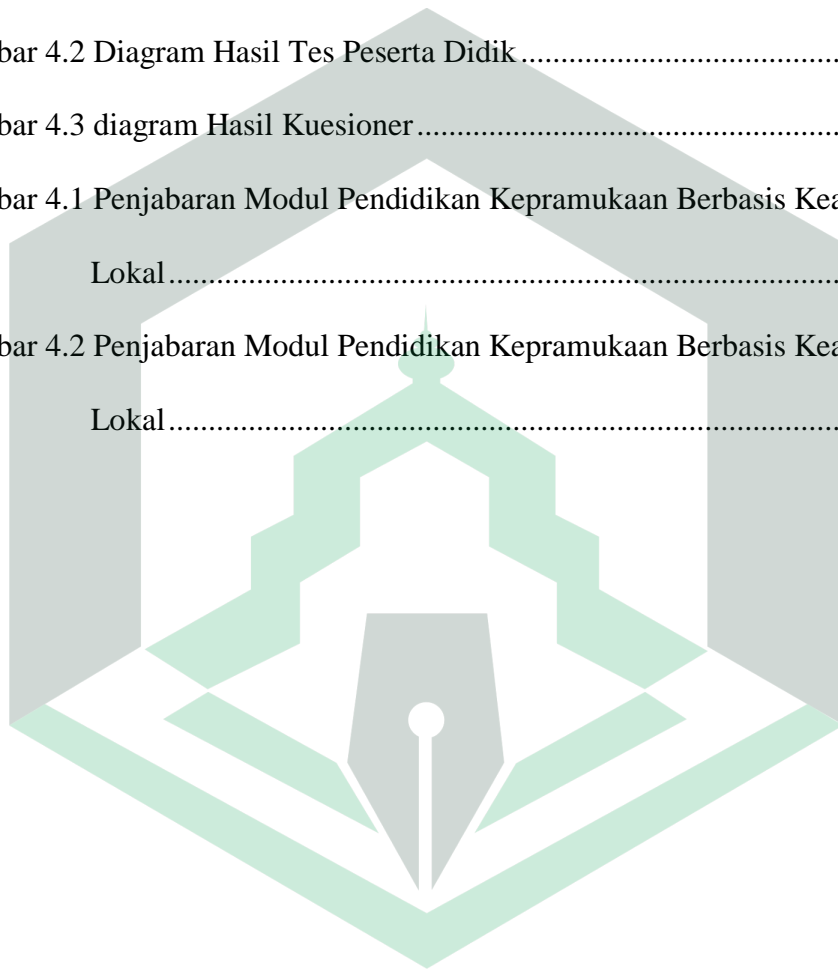 bar 4.2 Diagram Hasil Tes Peserta Didik................................................
bar 4.3 diagram Hasil Kuesioner.............................................................
bar 4.1 Penjabaran Modul Pendidikan Kepramukaan Berbasis Kea
Lokal...........................................................................................
bar 4.2 Penjabaran Modul Pendidikan Kepramukaan Berbasis Kea
Lokal...........................................................................................